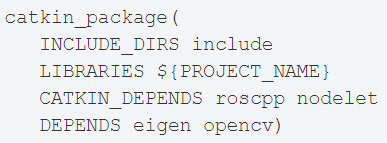 catkin_package(
   INCLUDE_DIRS include
   LIBRARIES ${PROJECT_NAME}
   CATKIN_DEPENDS roscpp nodelet
   DEPENDS eigen opencv)